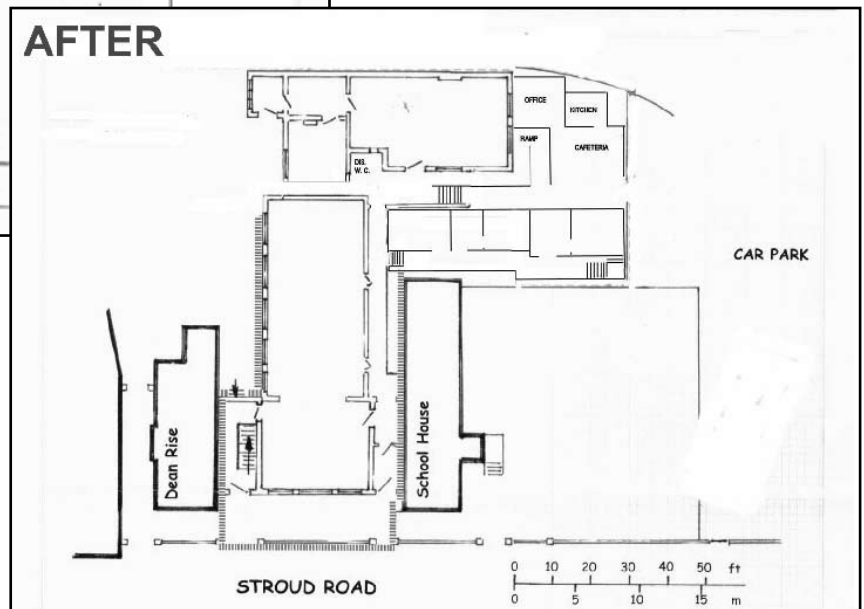 AFTER
OFFICE
KITCHEN
RAMP
CAFETERIA
DIS.
W. C.
CAR PARK
Dean Rise
School House
STROUD ROAD
0 10 20 30 40 50 ft
0 5 10 15 m